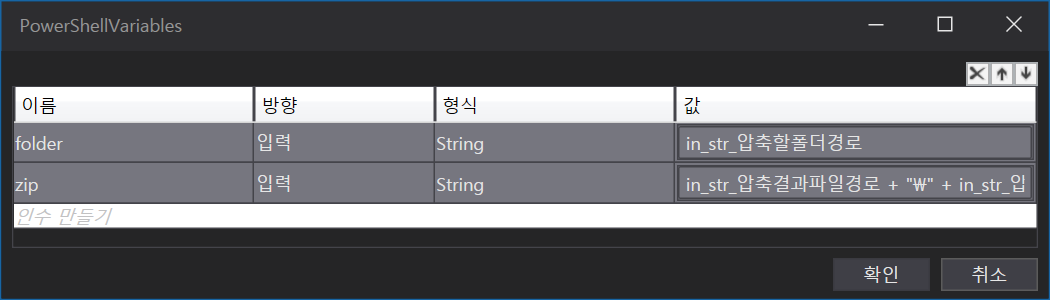 PowerShellVariables
이름 방향 형식 값
folder 입력 String in_str_압축할폴더경로
zip 입력 String in_str_압축결과파일경로 + "₩" + in_str_입
인수 만들기
확인 취소